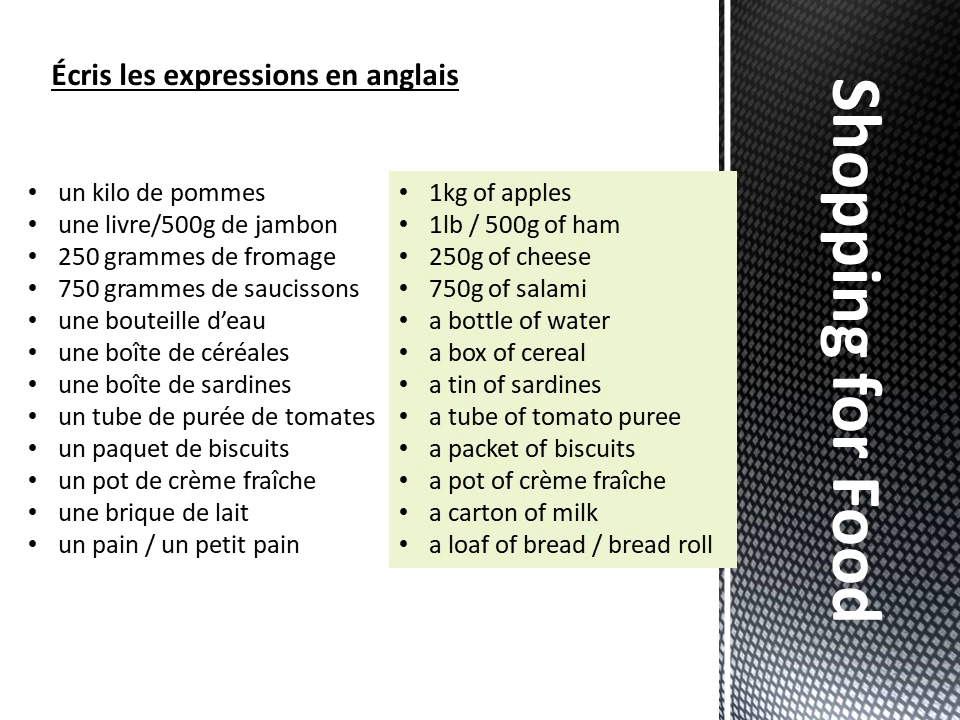 Écris les expressions en anglais
• un kilo de pommes
• une livre/500g de jambon
• 250 grammes de fromage
• 750 grammes de saucissons
• une bouteille d’eau
• une boîte de céréales
• une boîte de sardines
• un tube de purée de tomates
• un paquet de biscuits
• un pot de crème fraîche
• une brique de lait
• un pain / un petit pain
• 1kg of apples
• 1lb / 500g of ham
• 250g of cheese
• 750g of salami
• a bottle of water
• a box of cereal
• a tin of sardines
• a tube of tomato puree
• a packet of biscuits
• a pot of crème fraîche
• a carton of milk
• a loaf of bread / bread roll
Shopping for Food